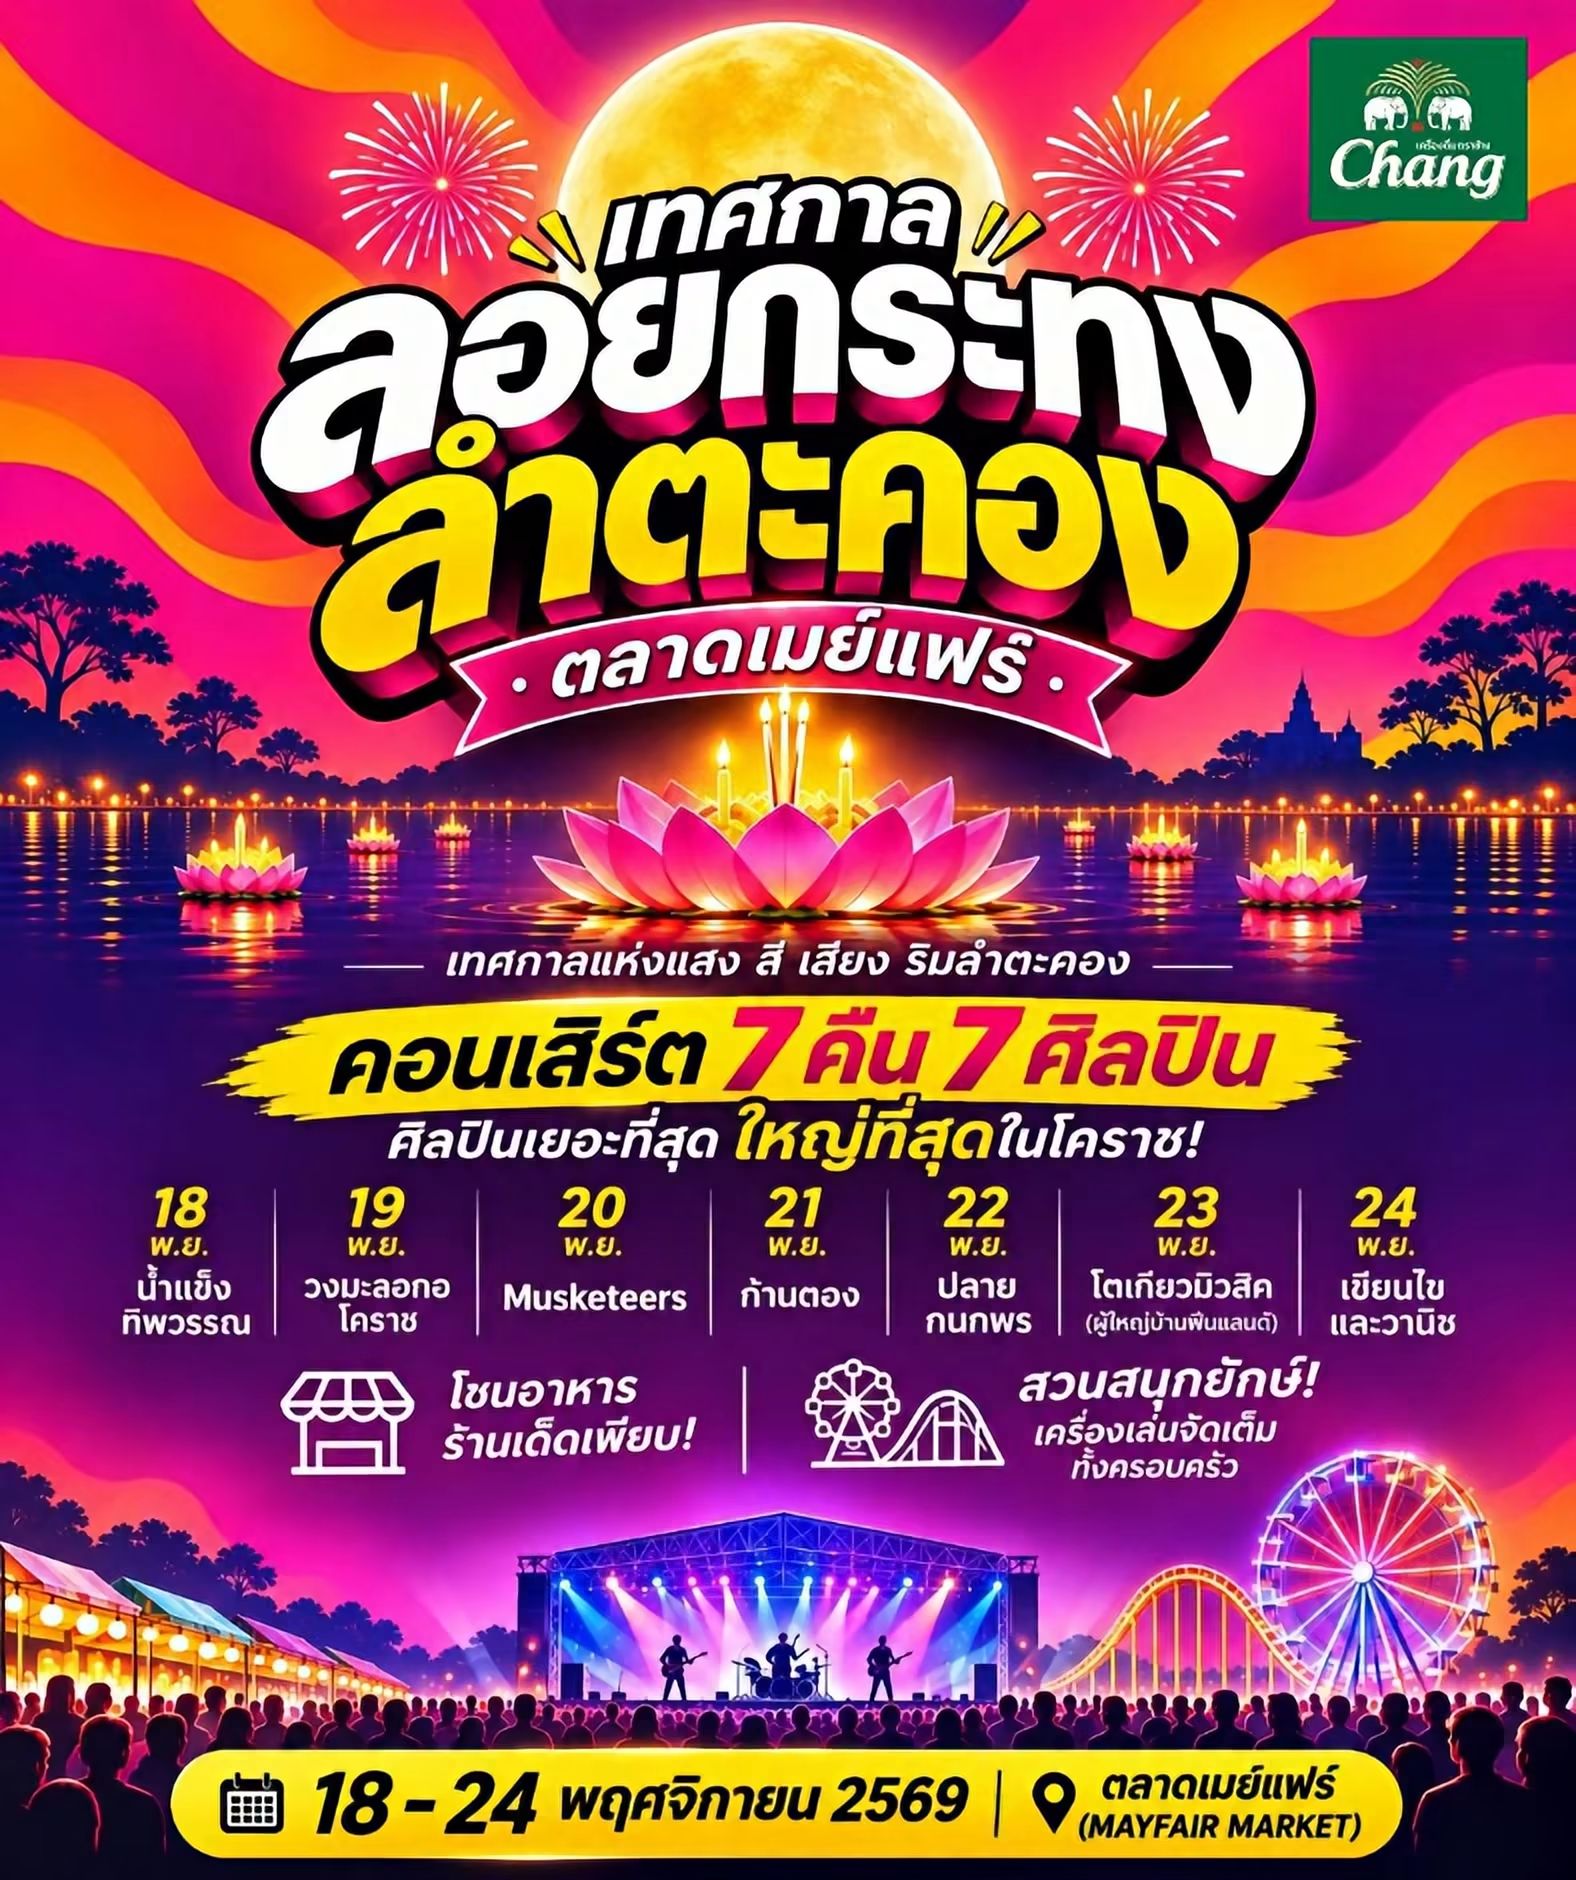 เครื่องดื่มตราช้าง
Chang
เทศกาล
ลอยกระทง
ลำตะคอง
• ตลาดเมย์แฟร์ •
เทศกาลแห่งแสง สี เสียง ริมลำตะคอง
คอนเสิร์ต 7 คืน 7 ศิลปิน
ศิลปินเยอะที่สุด ใหญ่ที่สุดในโคราช!
18
พ.ย.
น้ำแข็ง
ทิพวรรณ
19
พ.ย.
วงมะลอกอ
โคราช
20
พ.ย.
Musketeers
21
พ.ย.
ก้านตอง
22
พ.ย.
ปลาย
กนกพร
23
พ.ย.
โตเกียวมิวสิค
(ผู้ใหญ่บ้านฟินแลนด์)
24
พ.ย.
เขียนไข
และวานิช
โซนอาหาร
ร้านเด็ดเพียบ!
สวนสนุกยักษ์!
เครื่องเล่นจัดเต็ม
ทั้งครอบครัว
18 - 24 พฤศจิกายน 2569
ตลาดเมย์แฟร์
(MAYFAIR MARKET)